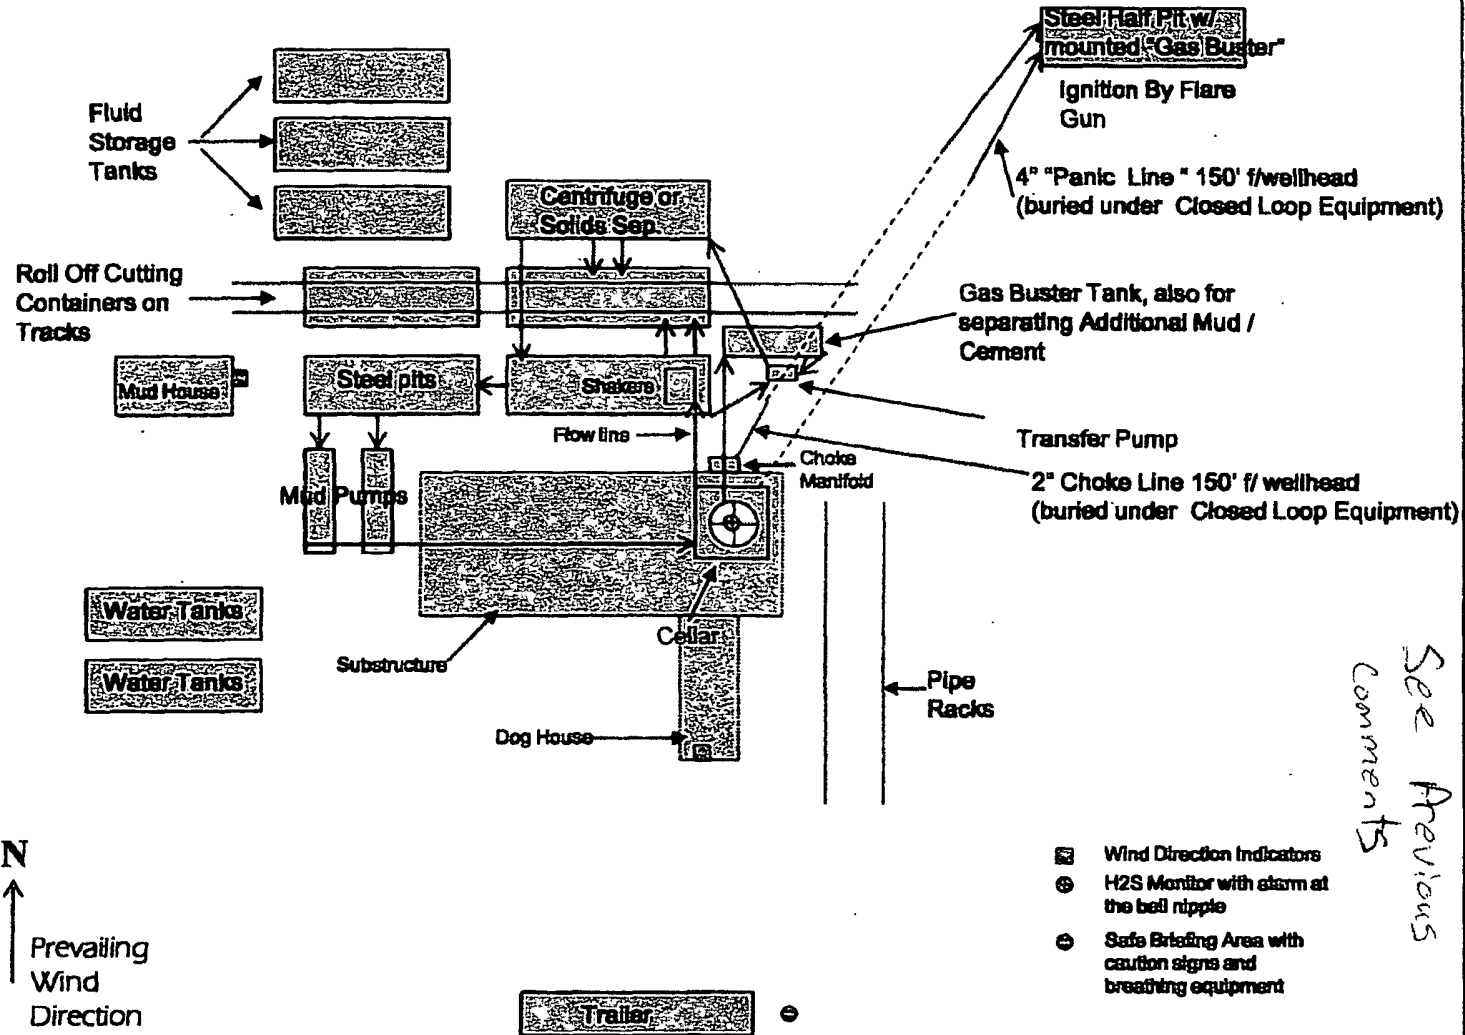 Steel Half Pit w/
mounted "Gas Buster"
Ignition By Flare
Gun
Fluid
Storage
Tanks
4" "Panic Line " 150' f/wellhead
(buried under Closed Loop Equipment)
Centrifuge or
Solids Sep
Roll Off Cutting
Containers on
Tracks
Gas Buster Tank, also for
separating Additional Mud /
Cement
Mud House
Steel pits
Shakers
Flow line
Transfer Pump
Choke
Manifold
2" Choke Line 150' f/ wellhead
(buried under Closed Loop Equipment)
Mud Pumps
Water Tanks
Water Tanks
Cellar
Substructure
Pipe
Racks
Dog House
See Previous
Comments
N
Prevailing
Wind
Direction
Wind Direction Indicators
H2S Monitor with alarm at
the bell nipple
Safe Briefing Area with
caution signs and
breathing equipment
Trailer